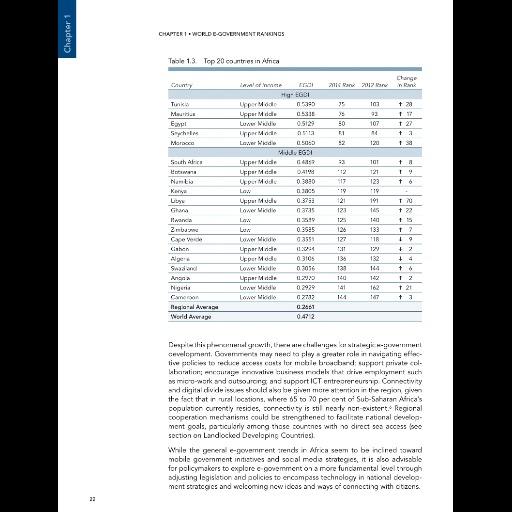 Chapter 1
CHAPTER 1 • WORLD E-GOVERNMENT RANKINGS
Table 1.3. Top 20 countries in Africa
Country Level of Income EGDI 2014 Rank 2012 Rank Change in Rank
High EGDI
Tunisia Upper Middle 0.5390 75 103 ↑ 28
Mauritius Upper Middle 0.5338 76 93 ↑ 17
Egypt Lower Middle 0.5129 80 107 ↑ 27
Seychelles Upper Middle 0.5113 81 84 ↑ 3
Morocco Lower Middle 0.5060 82 120 ↑ 38
Middle EGDI
South Africa Upper Middle 0.4869 93 101 ↑ 8
Botswana Upper Middle 0.4198 112 121 ↑ 9
Namibia Upper Middle 0.3880 117 123 ↑ 6
Kenya Low 0.3805 119 119 -
Libya Upper Middle 0.3753 121 191 ↑ 70
Ghana Lower Middle 0.3735 123 145 ↑ 22
Rwanda Low 0.3589 125 140 ↑ 15
Zimbabwe Low 0.3585 126 133 ↑ 7
Cape Verde Lower Middle 0.3551 127 118 ↓ 9
Gabon Upper Middle 0.3294 131 129 ↓ 2
Algeria Upper Middle 0.3106 136 132 ↓ 4
Swaziland Lower Middle 0.3056 138 144 ↑ 6
Angola Upper Middle 0.2970 140 142 ↑ 2
Nigeria Lower Middle 0.2929 141 162 ↑ 21
Cameroon Lower Middle 0.2782 144 147 ↑ 3
Regional Average 0.2661
World Average 0.4712
Despite this phenomenal growth, there are challenges for strategic e-government
development. Governments may need to play a greater role in navigating effec-
tive policies to reduce access costs for mobile broadband; support private col-
laboration; encourage innovative business models that drive employment such
as micro-work and outsourcing; and support ICT entrepreneurship. Connectivity
and digital divide issues should also be given more attention in the region, given
the fact that in rural locations, where 65 to 70 per cent of Sub-Saharan Africa's
population currently resides, connectivity is still nearly non-existent. Regional
cooperation mechanisms could be strengthened to facilitate national develop-
ment goals, particularly among those countries with no direct sea access (see
section on Landlocked Developing Countries).
While the general e-government trends in Africa seem to be inclined toward
mobile government initiatives and social media strategies, it is also advisable
for policymakers to explore e-government on a more fundamental level through
adjusting legislation and policies to encompass technology in national develop-
ment strategies and welcoming new ideas and ways of connecting with citizens.
22